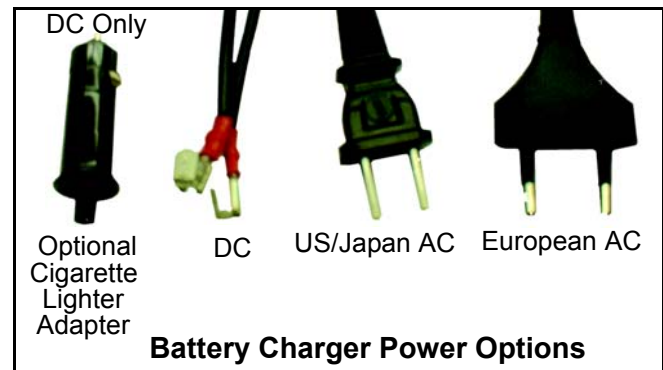 DC Only
Optional
Cigarette
Lighter
Adapter
DC
US/Japan AC
European AC
Battery Charger Power Options